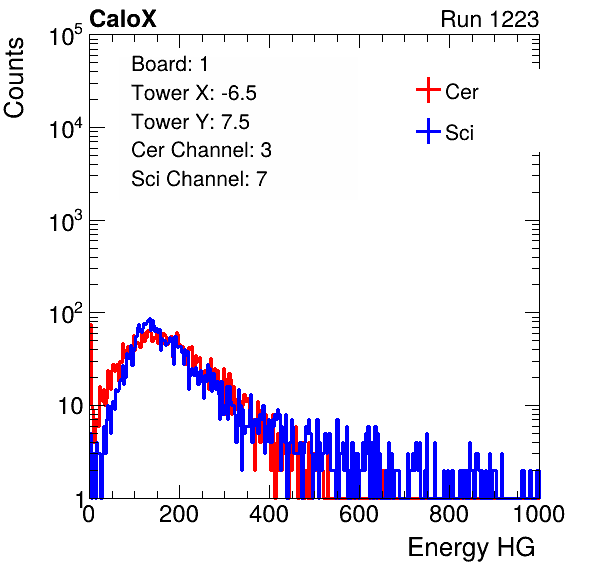 CaloX Run 1223
Counts
10^5
10^4
10^3
10^2
10
1
Board: 1
Tower X: -6.5
Tower Y: 7.5
Cer Channel: 3
Sci Channel: 7
Cer
Sci
0 200 400 600 800 1000
Energy HG